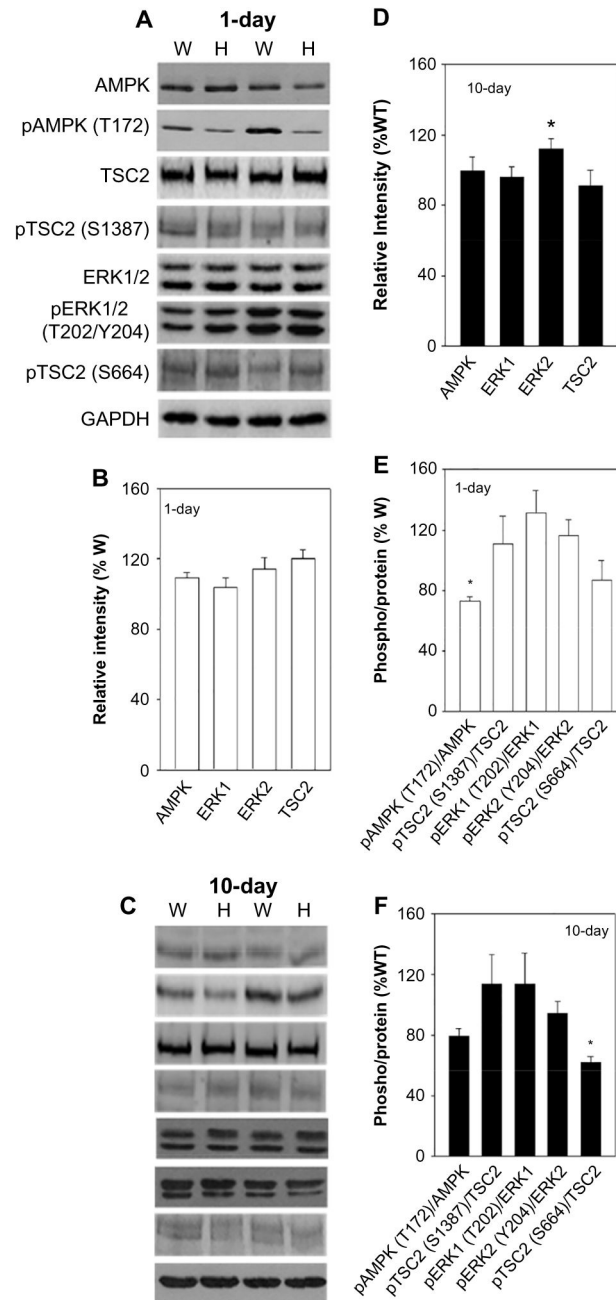 A
1-day
W H W H
AMPK
pAMPK (T172)
TSC2
pTSC2 (S1387)
ERK1/2
pERK1/2
(T202/Y204)
pTSC2 (S664)
GAPDH
B
160
120
80
40
0
Relative intensity (% W)
1-day
AMPK
ERK1
ERK2
TSC2
C
10-day
W H W H
D
160
120
80
40
0
Relative Intensity (%WT)
10-day
*
AMPK
ERK1
ERK2
TSC2
E
160
120
80
40
0
Phospho/protein (% W)
1-day
*
pAMPK (T172)/AMPK
pTSC2 (S1387)/TSC2
pERK1 (T202)/ERK1
pERK2 (Y204)/ERK2
pTSC2 (S664)/TSC2
F
160
120
80
40
0
Phosho/protein (%WT)
10-day
*
pAMPK (T172)/AMPK
pTSC2 (S1387)/TSC2
pERK1 (T202)/ERK1
pERK2 (Y204)/ERK2
pTSC2 (S664)/TSC2